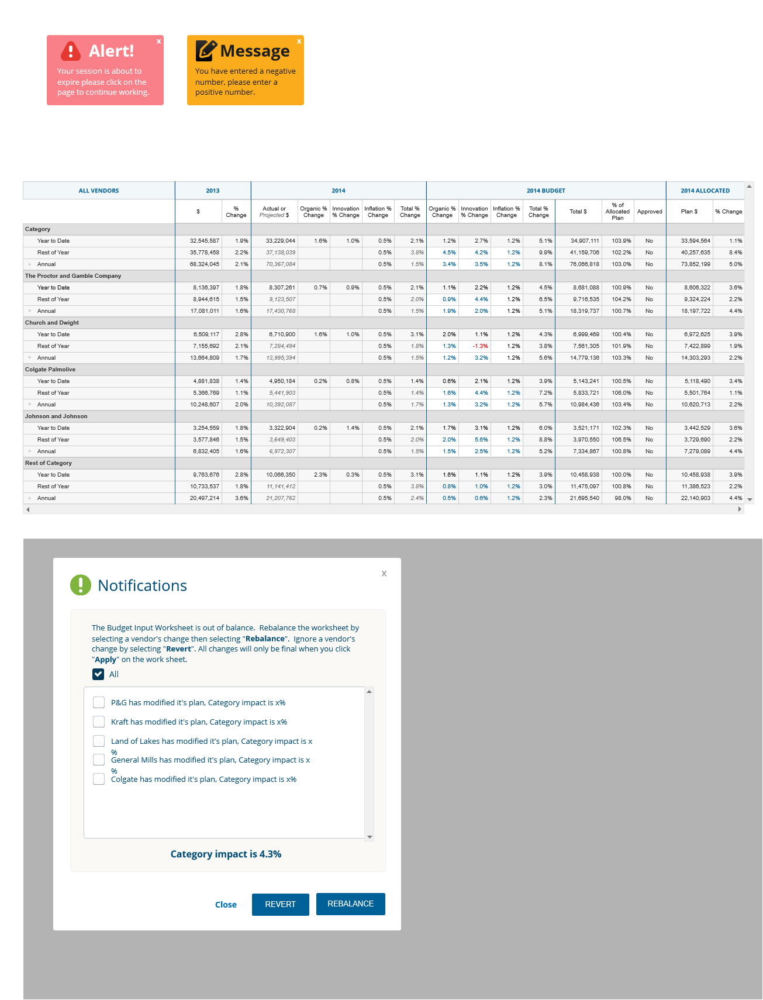 Alert!
x
Your session is about to
expire please click on the
page to continue working.
Message
x
You have entered a negative
number, please enter a
positive number.
ALL VENDORS 2013 2014 2014 BUDGET 2014 ALLOCATED
$ % Change Actual or Projected $ Organic % Change Innovation % Change Inflation % Change Total % Change Organic % Change Innovation % Change Inflation % Change Total % Change Total $ % of Allocated Plan Approved Plan $ % Change
Category
Year to Date 32,545,587 1.9% 33,229,044 1.6% 1.0% 0.5% 2.1% 1.2% 2.7% 1.2% 5.1% 34,907,111 103.9% No 33,594,564 1.1%
Rest of Year 35,778,458 2.2% 37,138,039 0.5% 3.8% 4.5% 4.2% 1.2% 9.9% 41,159,706 102.2% No 40,257,635 8.4%
Annual 68,324,045 2.1% 70,367,084 0.5% 1.5% 3.4% 3.5% 1.2% 8.1% 76,066,818 103.0% No 73,852,199 5.0%
The Proctor and Gamble Company
Year to Date 8,136,397 1.8% 8,307,261 0.7% 0.9% 0.5% 2.1% 1.1% 2.2% 1.2% 4.5% 8,681,088 100.9% No 8,606,322 3.6%
Rest of Year 8,944,615 1.5% 9,123,507 0.5% 2.0% 0.9% 4.4% 1.2% 6.5% 9,716,535 104.2% No 9,324,224 2.2%
Annual 17,081,011 1.6% 17,430,768 0.5% 1.5% 1.9% 2.0% 1.2% 5.1% 18,319,737 100.7% No 18,197,722 4.4%
Church and Dwight
Year to Date 6,509,117 2.8% 6,710,900 1.6% 1.0% 0.5% 3.1% 2.0% 1.1% 1.2% 4.3% 6,999,469 100.4% No 6,972,625 3.9%
Rest of Year 7,155,692 2.1% 7,284,494 0.5% 1.8% 1.3% -1.3% 1.2% 3.8% 7,561,305 101.9% No 7,422,899 1.9%
Annual 13,664,809 1.7% 13,995,394 0.5% 1.5% 1.2% 3.2% 1.2% 5.6% 14,779,136 103.3% No 14,303,293 2.2%
Colgate Palmolive
Year to Date 4,881,838 1.4% 4,950,184 0.2% 0.8% 0.5% 1.4% 0.6% 2.1% 1.2% 3.9% 5,143,241 100.5% No 5,118,490 3.4%
Rest of Year 5,366,769 1.1% 5,441,903 0.5% 1.4% 1.6% 4.4% 1.2% 7.2% 5,833,721 106.0% No 5,501,764 1.1%
Annual 10,248,607 2.0% 10,392,087 0.5% 1.7% 1.3% 3.2% 1.2% 5.7% 10,984,436 103.4% No 10,620,713 2.2%
Johnson and Johnson
Year to Date 3,254,559 1.8% 3,322,904 0.2% 1.4% 0.5% 2.1% 1.7% 3.1% 1.2% 6.0% 3,521,171 102.3% No 3,442,529 3.6%
Rest of Year 3,577,846 1.5% 3,649,403 0.5% 2.0% 2.0% 5.6% 1.2% 8.8% 3,970,550 106.5% No 3,729,690 2.2%
Annual 6,832,405 1.6% 6,972,307 0.5% 1.5% 1.5% 2.5% 1.2% 5.2% 7,334,867 100.8% No 7,279,089 4.4%
Rest of Category
Year to Date 9,763,676 2.8% 10,066,350 2.3% 0.3% 0.5% 3.1% 1.6% 1.1% 1.2% 3.9% 10,458,938 100.0% No 10,458,938 3.9%
Rest of Year 10,733,537 1.8% 11,141,412 0.5% 3.8% 0.8% 1.0% 1.2% 3.0% 11,475,097 100.8% No 11,386,523 2.2%
Annual 20,497,214 3.6% 21,207,762 0.5% 2.4% 0.5% 0.6% 1.2% 2.3% 21,695,540 98.0% No 22,140,903 4.4%
x
Notifications
The Budget Input Worksheet is out of balance. Rebalance the worksheet by
selecting a vendor's change then selecting "Rebalance". Ignore a vendor's
change by selecting "Revert". All changes will only be final when you click
"Apply" on the work sheet.
All
P&G has modified it's plan, Category impact is x%
Kraft has modified it's plan, Category impact is x%
Land of Lakes has modified it's plan, Category impact is x
%
General Mills has modified it's plan, Category impact is x
%
Colgate has modified it's plan, Category impact is x%
Category impact is 4.3%
Close REVERT REBALANCE